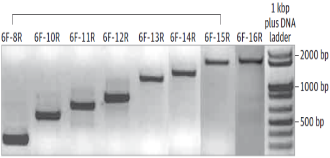 1 kbp
plus DNA
ladder
6F-8R 6F-10R 6F-11R 6F-12R 6F-13R 6F-14R 6F-15R 6F-16R
2000 bp
1000 bp
500 bp